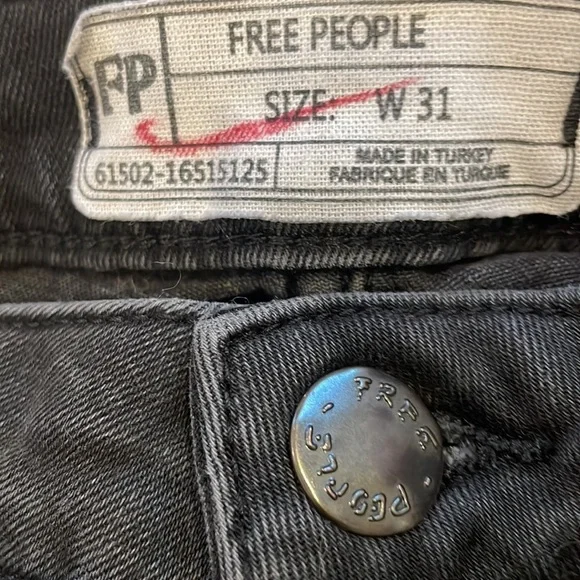 FP
FREE PEOPLE
SIZE: W 31
61502-16515125
MADE IN TURKEY
FABRIQUE EN TURQUIE
FREE · PEOPLE ·